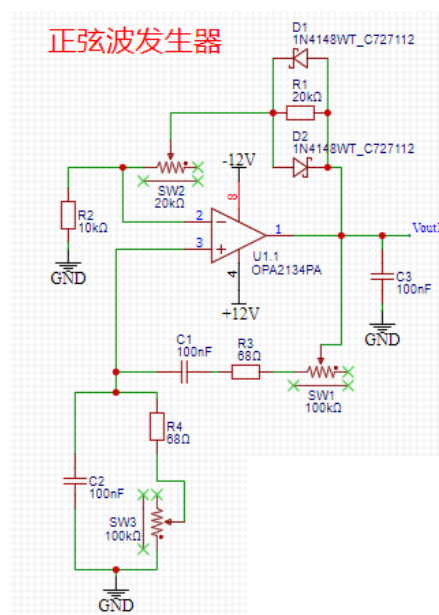 正弦波发生器
D1
1N4148WT_C727112
R1
20kΩ
D2
1N4148WT_C727112
-12V
SW2
20kΩ
8
R2
10kΩ
2
3
1
Vout1
GND
4
U1.1
OPA2134PA
+12V
C3
100nF
GND
C1
100nF
R3
68Ω
SW1
100kΩ
R4
68Ω
C2
100nF
SW3
100kΩ
GND